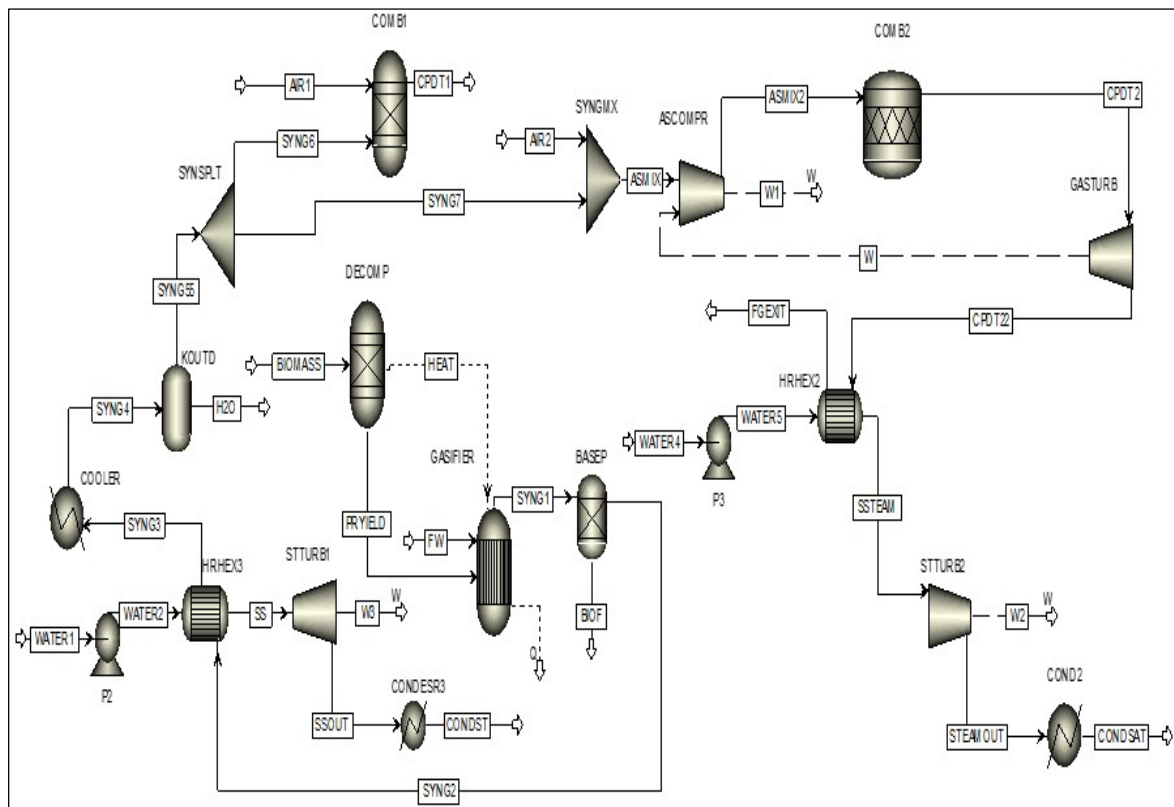 COMB1
COMB2
AIR1
CPDT1
SYNGMX
ASCOMPR
ASMIX2
CPDT2
SYNG6
AIR2
SYNSPLT
ASMIX
W1
W
GASTURB
SYNG7
DECOMP
W
SYNG55
FGEXIT
CPDT22
KOUTD
BIOMASS
HEAT
HRHEX2
SYNG4
H2O
WATER5
WATER4
GASIFIER
BASEP
COOLER
SYNG1
P3
SYNG3
PRYIELD
FW
SSTEAM
HRHEX3
STTURB1
STTURB2
WATER2
SS
W3
W
BIOF
WATER1
W2
W
Q
P2
CONDESR3
COND2
SSOUT
CONDST
STEAMOUT
CONDSAT
SYNG2